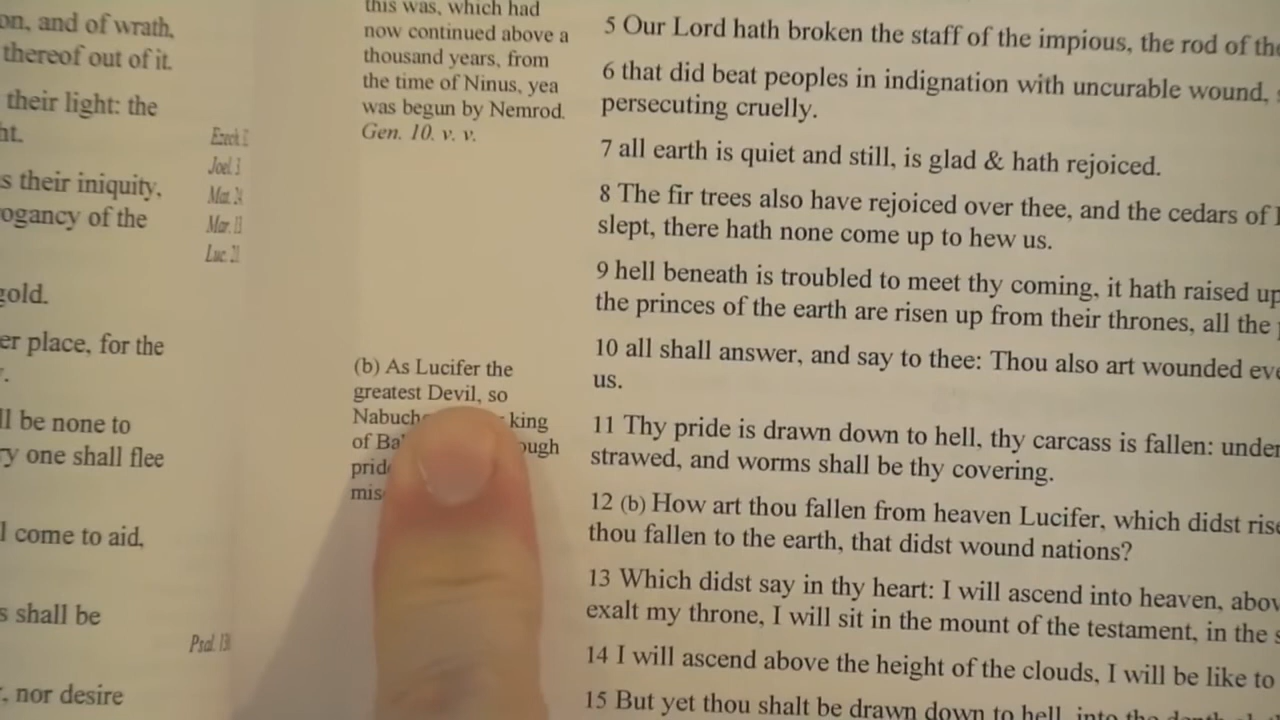 on, and of wrath,
thereof out of it.
their light: the
ht.
s their iniquity,
ogancy of the
gold.
er place, for the
ll be none to
ry one shall flee
l come to aid,
s shall be
, nor desire
Joel. 3
Psal. 13
this was, which had
now continued above a
thousand years, from
the time of Ninus, yea
was begun by Nemrod.
Gen. 10. v. v.
(b) As Lucifer the
greatest Devil, so
king
of
5 Our Lord hath broken the staff of the impious, the rod of the
6 that did beat peoples in indignation with uncurable wound,
persecuting cruelly.
7 all earth is quiet and still, is glad & hath rejoiced.
8 The fir trees also have rejoiced over thee, and the cedars of
slept, there hath none come up to hew us.
9 hell beneath is troubled to meet thy coming, it hath raised up
the princes of the earth are risen up from their thrones, all the
10 all shall answer, and say to thee: Thou also art wounded eve
us.
11 Thy pride is drawn down to hell, thy carcass is fallen: under
strawed, and worms shall be thy covering.
12 (b) How art thou fallen from heaven Lucifer, which didst rise
thou fallen to the earth, that didst wound nations?
13 Which didst say in thy heart: I will ascend into heaven, abov
exalt my throne, I will sit in the mount of the testament, in the s
14 I will ascend above the height of the clouds, I will be like to
15 But yet thou shalt be drawn down to hell, into the depth